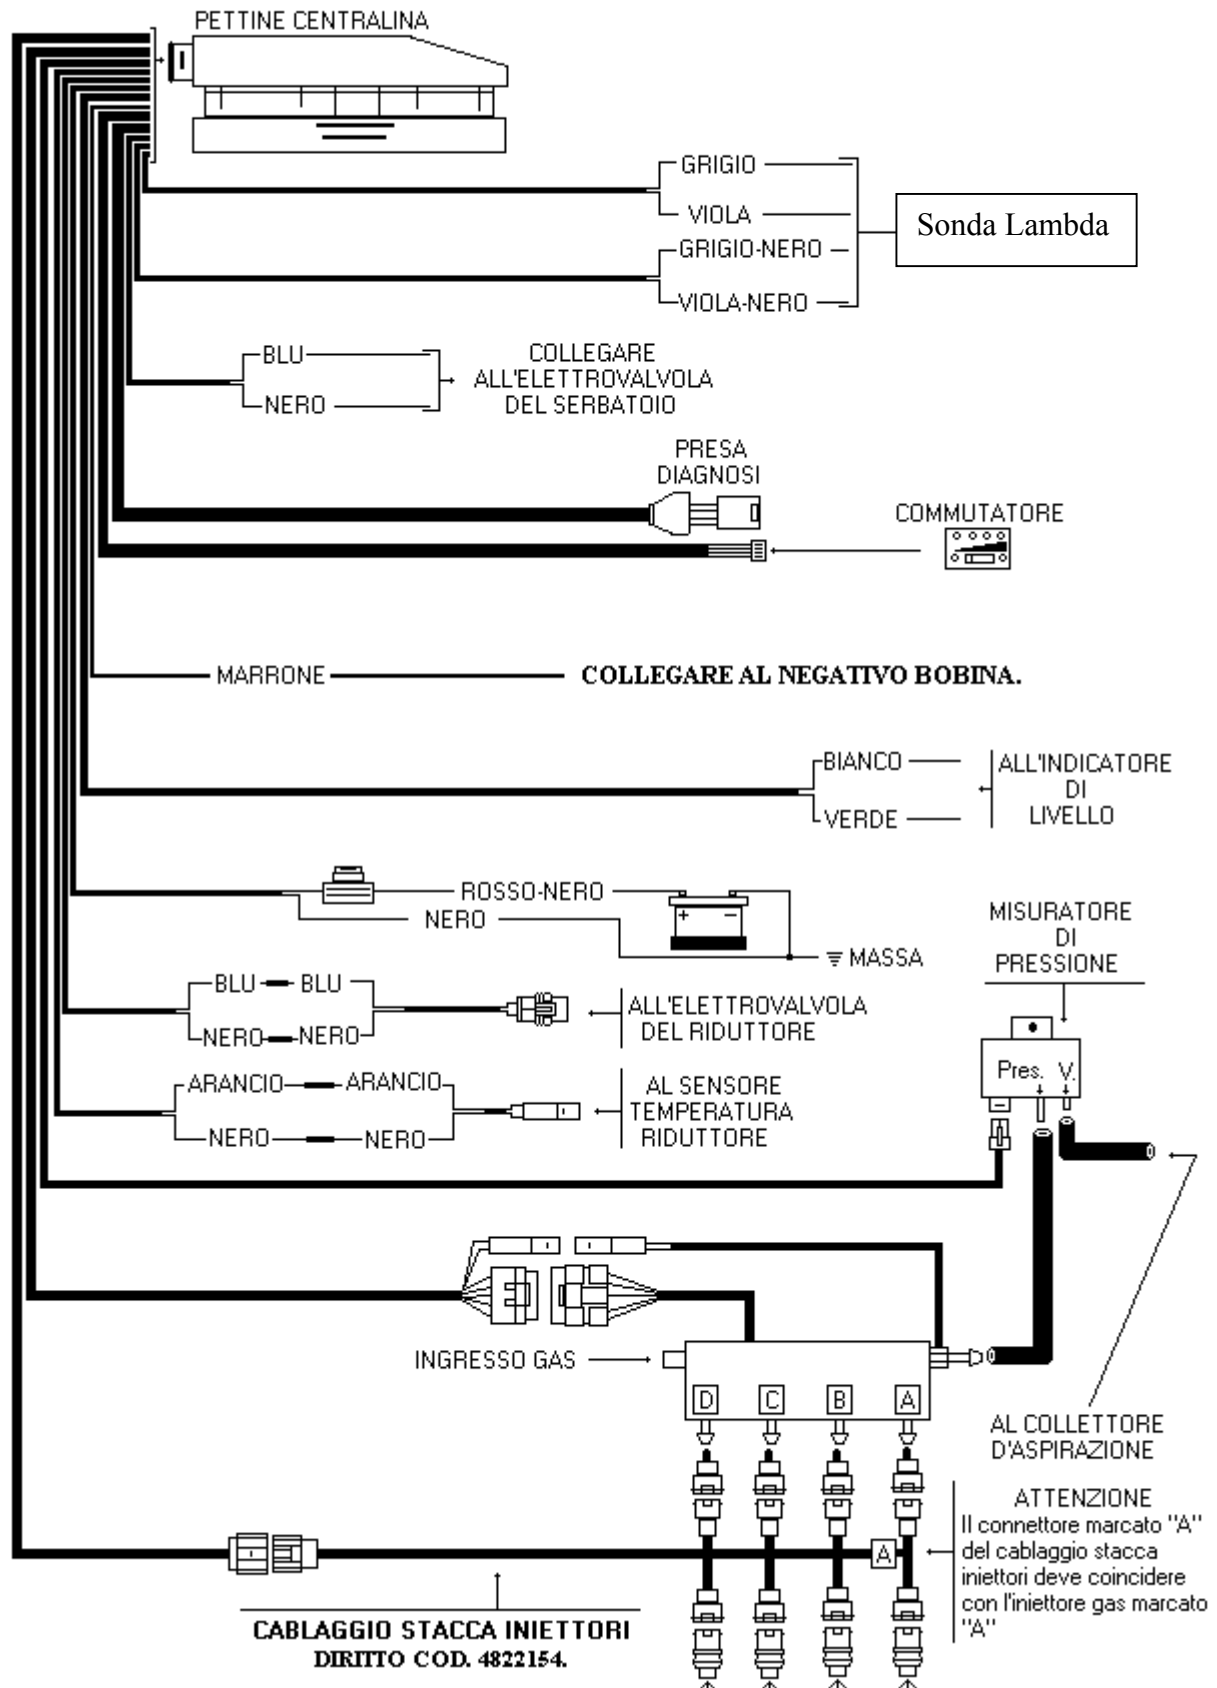 PETTINE CENTRALINA
GRIGIO
VIOLA
GRIGIO-NERO
VIOLA-NERO
Sonda Lambda
BLU
NERO
COLLEGARE
ALL'ELETTROVALVOLA
DEL SERBATOIO
PRESA
DIAGNOSI
COMMUTATORE
MARRONE
COLLEGARE AL NEGATIVO BOBINA.
BIANCO
VERDE
ALL'INDICATORE
DI
LIVELLO
ROSSO-NERO
NERO
+ −
MASSA
MISURATORE
DI
PRESSIONE
Pres. V.
BLU BLU
NERO NERO
ALL'ELETTROVALVOLA
DEL RIDUTTORE
ARANCIO ARANCIO
NERO NERO
AL SENSORE
TEMPERATURA
RIDUTTORE
INGRESSO GAS
D C B A
AL COLLETTORE
D'ASPIRAZIONE
A
ATTENZIONE
Il connettore marcato "A"
del cablaggio stacca
iniettori deve coincidere
con l'iniettore gas marcato
"A"
CABLAGGIO STACCA INIETTORI
DIRITTO COD. 4822154.